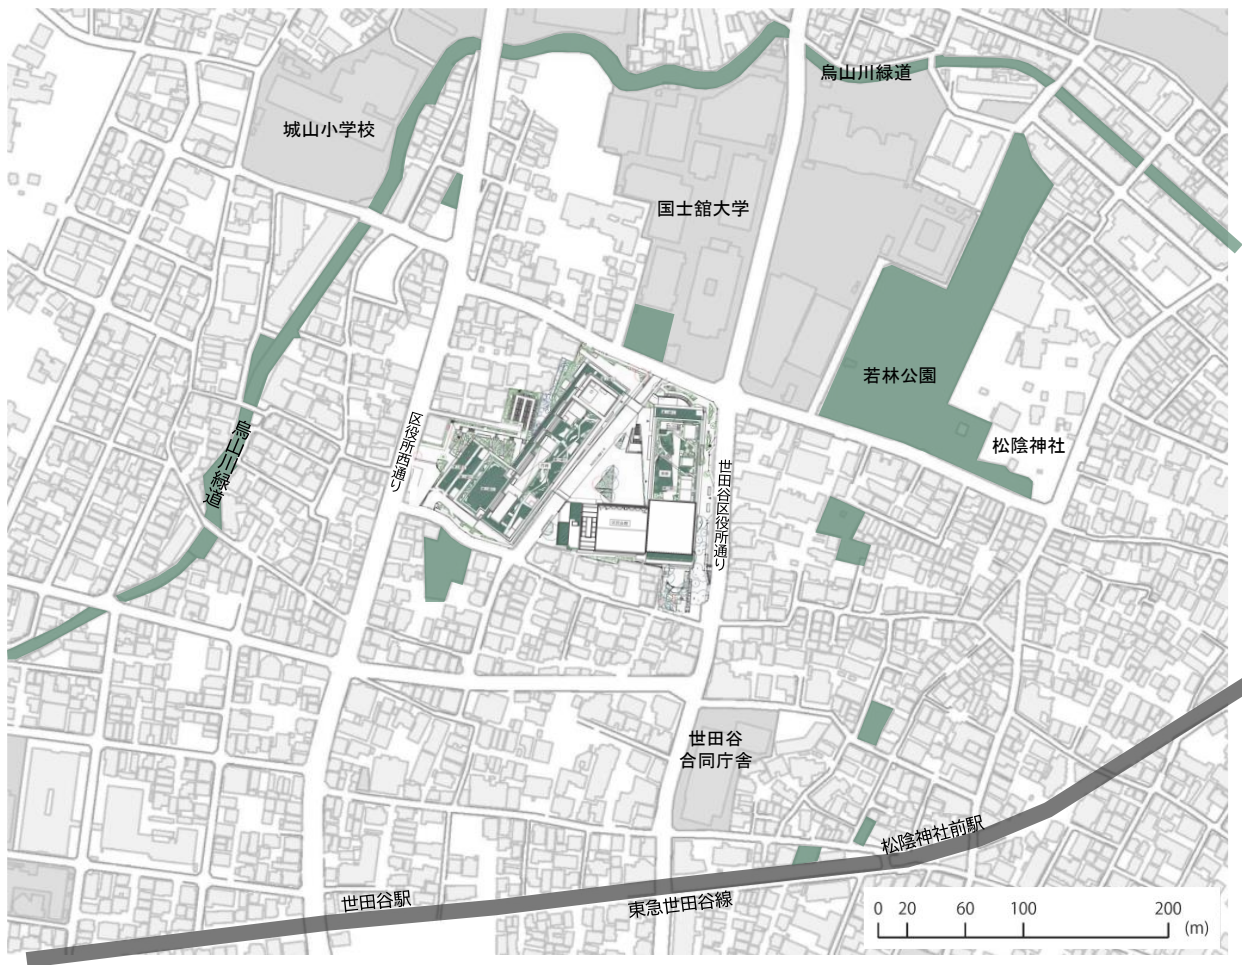 烏山川緑道
城山小学校
国士舘大学
若林公園
松陰神社
区役所西通り
烏山川緑道
世田谷区役所通り
世田谷
合同庁舎
松陰神社前駅
世田谷駅
東急世田谷線
0 20 60 100 200
(m)